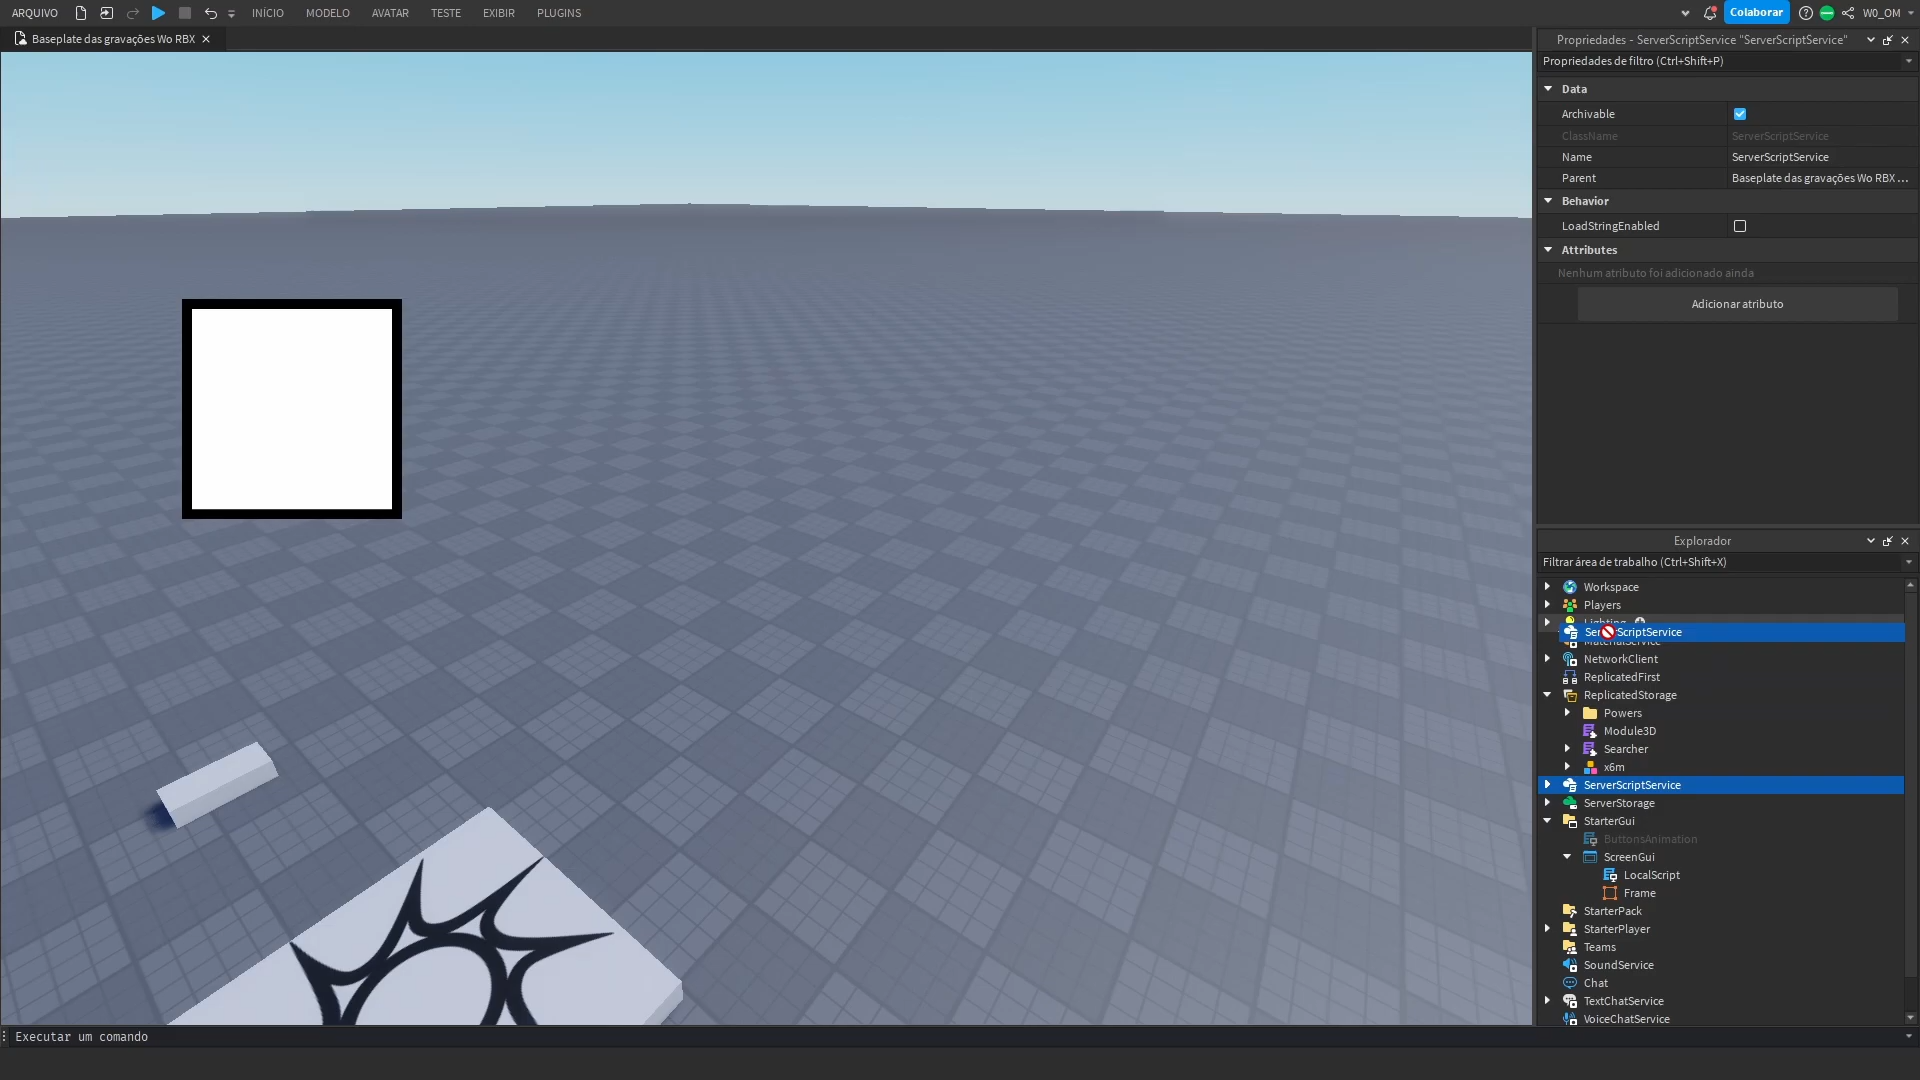 ARQUIVO INÍCIO MODELO AVATAR TESTE EXIBIR PLUGINS Colaborar W0_OM
Baseplate das gravações Wo RBX
Propriedades - ServerScriptService "ServerScriptService"
Propriedades de filtro (Ctrl+Shift+P)
Data
Archivable
ClassName ServerScriptService
Name ServerScriptService
Parent Baseplate das gravações Wo RBX ...
Behavior
LoadStringEnabled
Attributes
Nenhum atributo foi adicionado ainda
Adicionar atributo
Explorador
Filtrar área de trabalho (Ctrl+Shift+X)
Workspace
Players
Lighting
ServerScriptService
MaterialService
NetworkClient
ReplicatedFirst
ReplicatedStorage
Powers
Module3D
Searcher
x6m
ServerScriptService
ServerStorage
StarterGui
ButtonsAnimation
ScreenGui
LocalScript
Frame
StarterPack
StarterPlayer
Teams
SoundService
Chat
TextChatService
VoiceChatService
Executar um comando